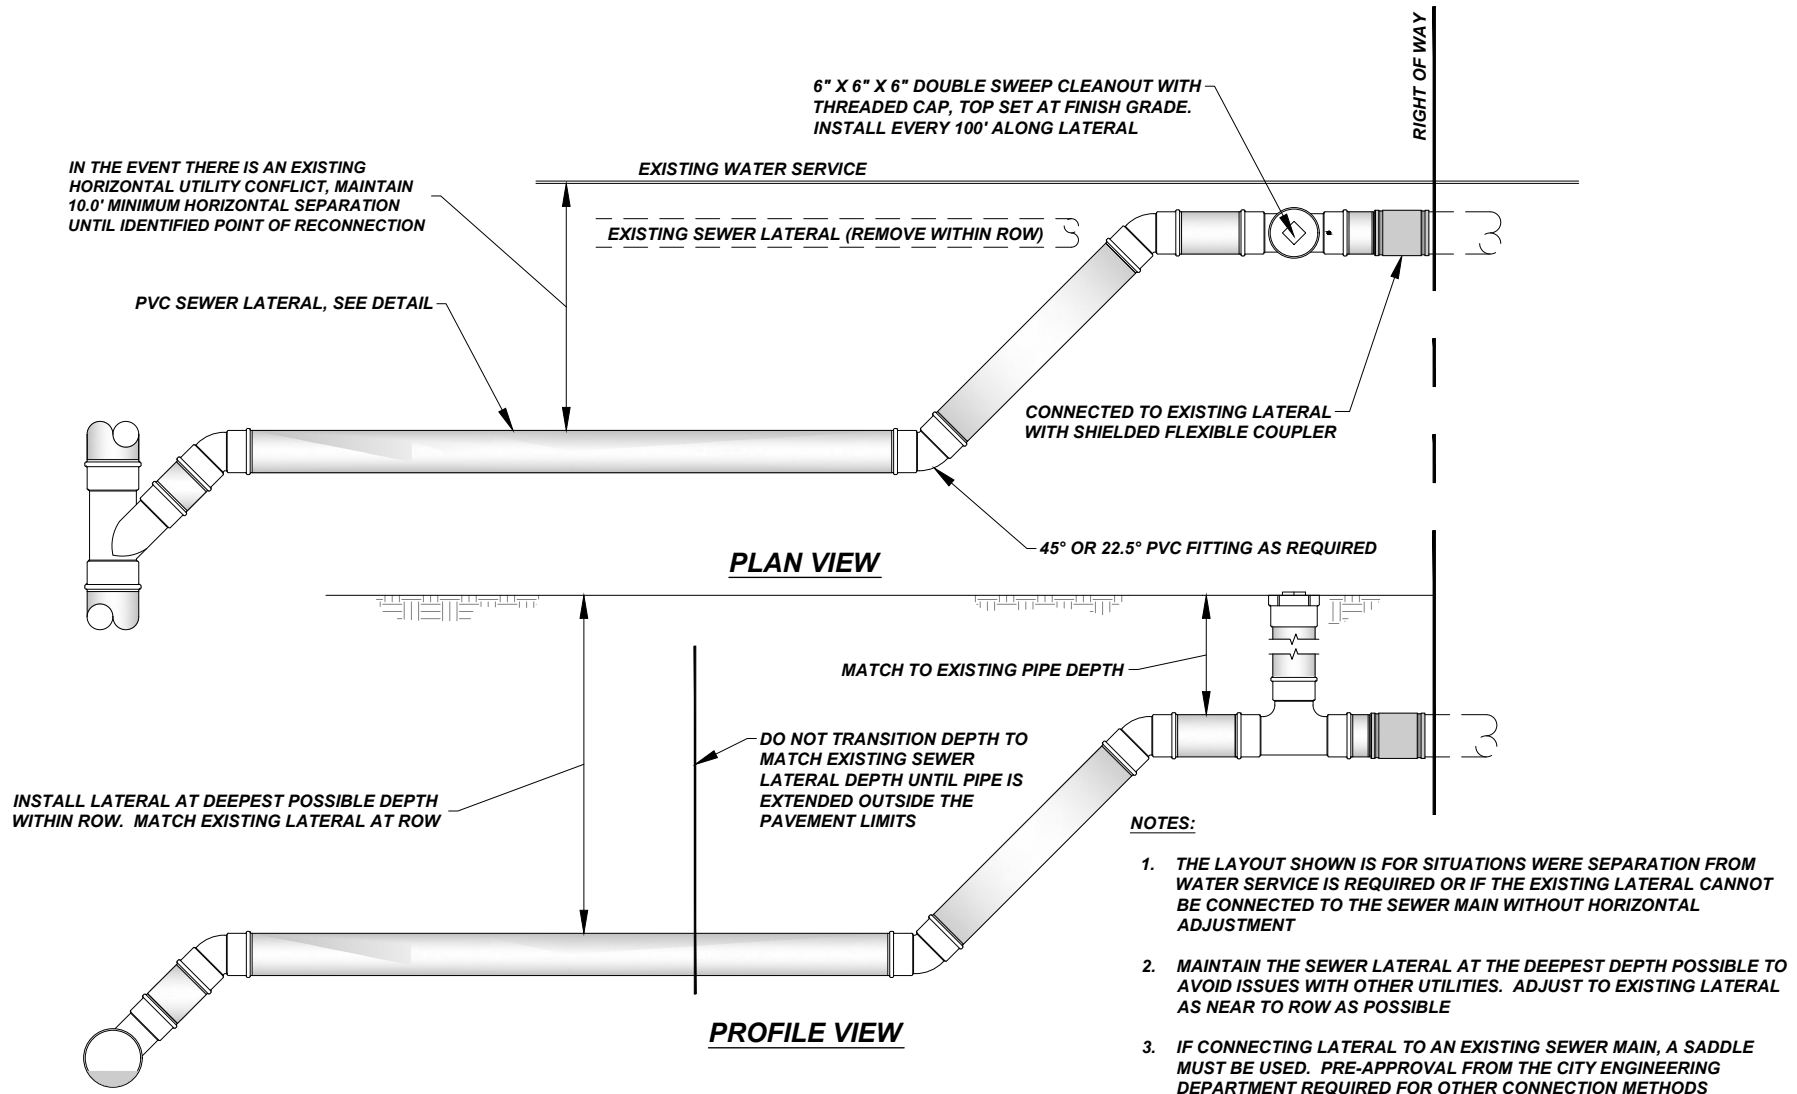 RIGHT OF WAY
6" X 6" X 6" DOUBLE SWEEP CLEANOUT WITH
THREADED CAP, TOP SET AT FINISH GRADE.
INSTALL EVERY 100' ALONG LATERAL
IN THE EVENT THERE IS AN EXISTING
HORIZONTAL UTILITY CONFLICT, MAINTAIN
10.0' MINIMUM HORIZONTAL SEPARATION
UNTIL IDENTIFIED POINT OF RECONNECTION
EXISTING WATER SERVICE
EXISTING SEWER LATERAL (REMOVE WITHIN ROW)
PVC SEWER LATERAL, SEE DETAIL
CONNECTED TO EXISTING LATERAL
WITH SHIELDED FLEXIBLE COUPLER
45° OR 22.5° PVC FITTING AS REQUIRED
PLAN VIEW
MATCH TO EXISTING PIPE DEPTH
DO NOT TRANSITION DEPTH TO
MATCH EXISTING SEWER
LATERAL DEPTH UNTIL PIPE IS
EXTENDED OUTSIDE THE
PAVEMENT LIMITS
INSTALL LATERAL AT DEEPEST POSSIBLE DEPTH
WITHIN ROW. MATCH EXISTING LATERAL AT ROW
PROFILE VIEW
NOTES:
1. THE LAYOUT SHOWN IS FOR SITUATIONS WERE SEPARATION FROM
WATER SERVICE IS REQUIRED OR IF THE EXISTING LATERAL CANNOT
BE CONNECTED TO THE SEWER MAIN WITHOUT HORIZONTAL
ADJUSTMENT
2. MAINTAIN THE SEWER LATERAL AT THE DEEPEST DEPTH POSSIBLE TO
AVOID ISSUES WITH OTHER UTILITIES. ADJUST TO EXISTING LATERAL
AS NEAR TO ROW AS POSSIBLE
3. IF CONNECTING LATERAL TO AN EXISTING SEWER MAIN, A SADDLE
MUST BE USED. PRE-APPROVAL FROM THE CITY ENGINEERING
DEPARTMENT REQUIRED FOR OTHER CONNECTION METHODS